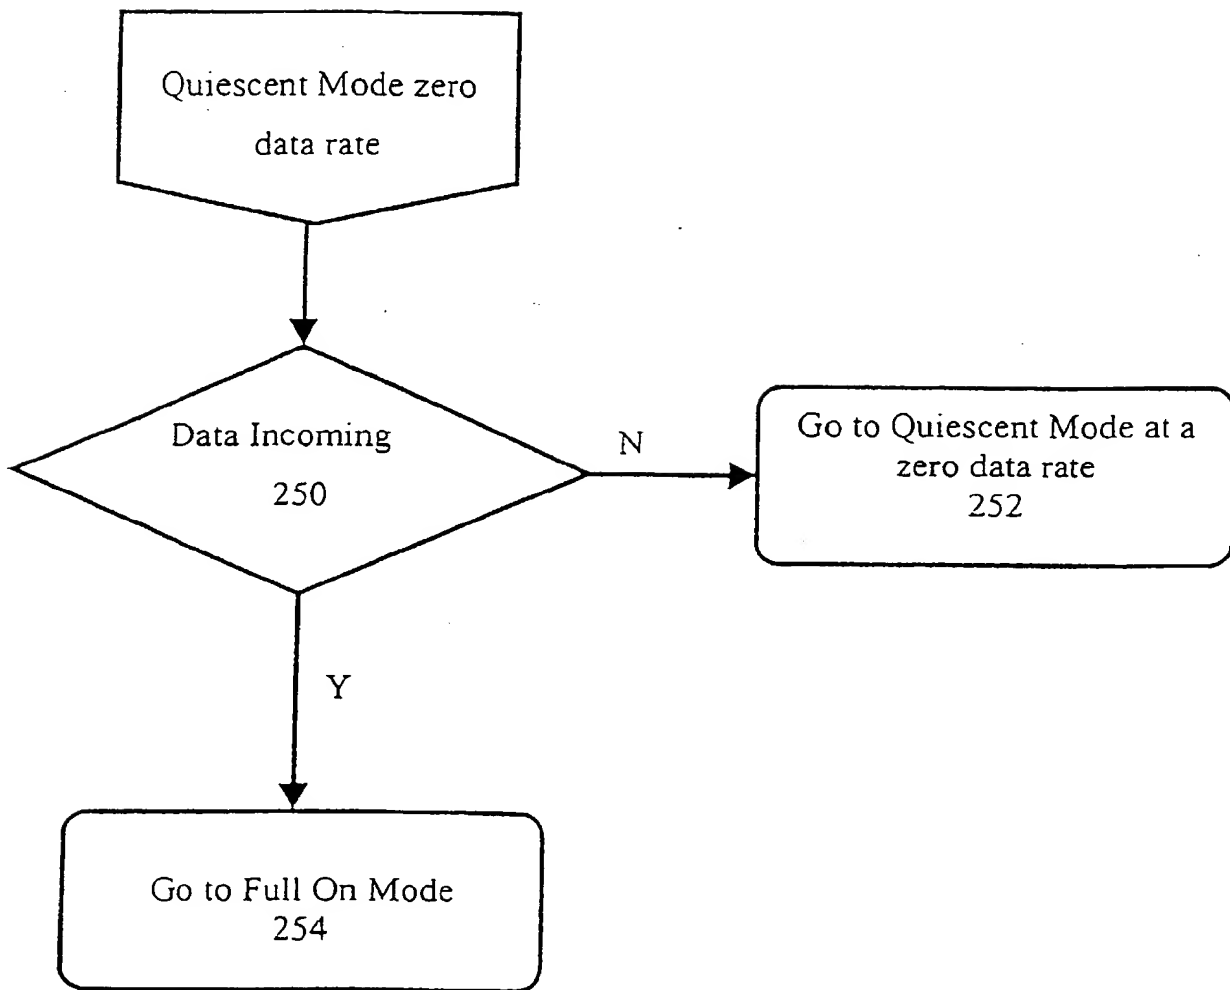 Quiescent Mode zero
data rate
Data Incoming
250
N
Go to Quiescent Mode at a
zero data rate
252
Y
Go to Full On Mode
254